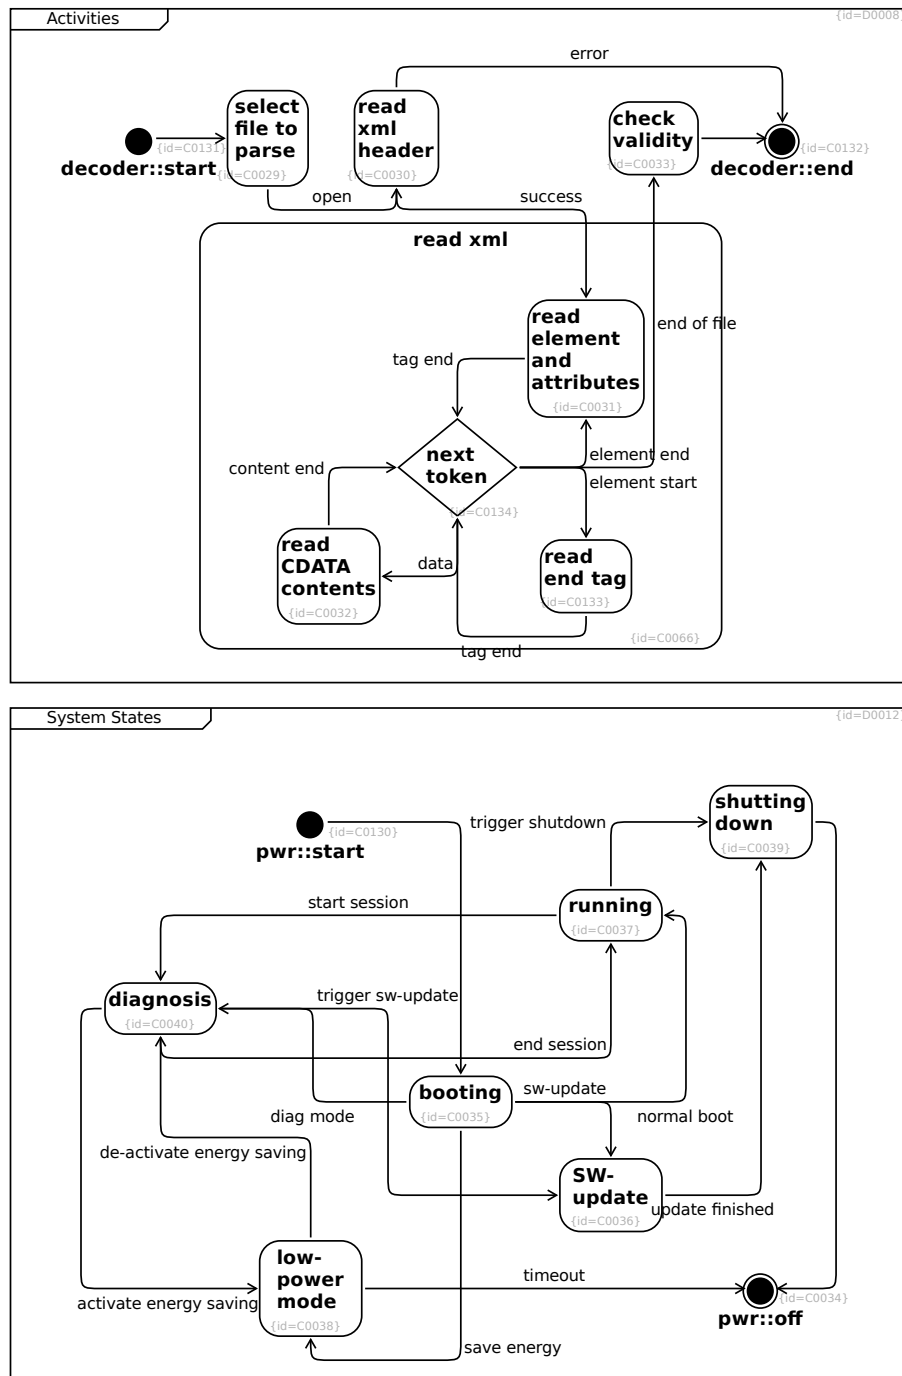 Activities
{id=D0008}
error
select
file to
parse
{id=C0029}
read
xml
header
{id=C0030}
check
validity
{id=C0033}
{id=C0131}
decoder::start
{id=C0132}
decoder::end
open
success
read xml
read
element
and
attributes
{id=C0031}
end of file
tag end
next
token
{id=C0134}
content end
element end
element start
read
CDATA
contents
{id=C0032}
data
read
end tag
{id=C0133}
{id=C0066}
tag end
System States
{id=D0012}
{id=C0130}
pwr::start
trigger shutdown
shutting
down
{id=C0039}
start session
running
{id=C0037}
diagnosis
{id=C0040}
trigger sw-update
end session
booting
{id=C0035}
sw-update
diag mode
normal boot
de-activate energy saving
SW-
update
{id=C0036}
update finished
low-
power
mode
{id=C0038}
activate energy saving
timeout
{id=C0034}
pwr::off
save energy